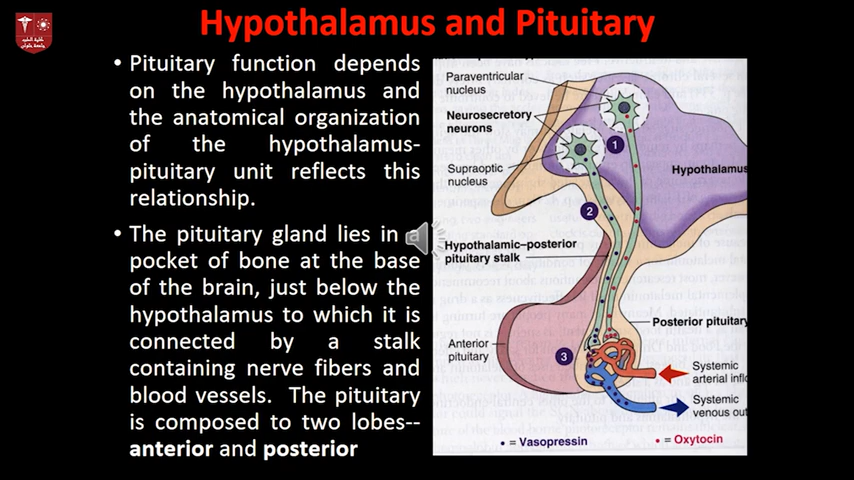 Hypothalamus and Pituitary
• Pituitary function depends
on the hypothalamus and
the anatomical organization
of the hypothalamus-
pituitary unit reflects this
relationship.
• The pituitary gland lies in a
pocket of bone at the base
of the brain, just below the
hypothalamus to which it is
connected by a stalk
containing nerve fibers and
blood vessels. The pituitary
is composed to two lobes--
anterior and posterior
Paraventricular
nucleus
Neurosecretory
neurons
1
Supraoptic
nucleus
Hypothalamus
2
Hypothalamic–posterior
pituitary stalk
Posterior pituitary
Anterior
pituitary
3
Systemic
arterial infl
Systemic
venous out
• = Vasopressin
• = Oxytocin